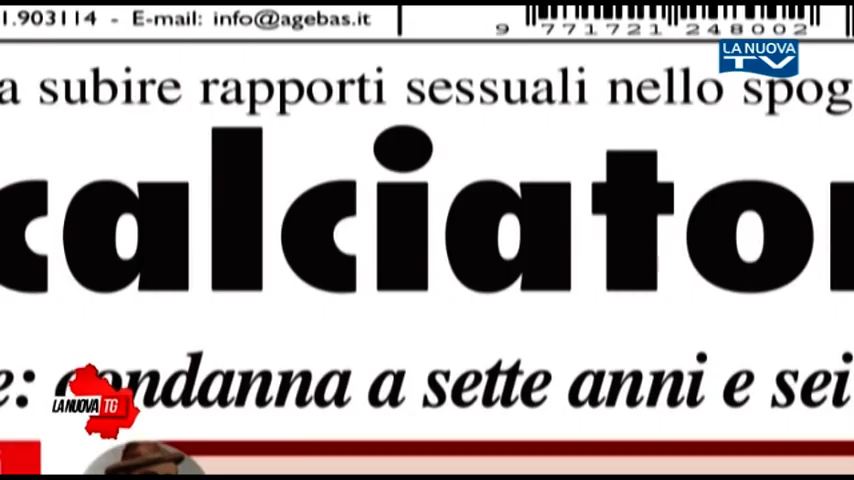 1.903114 - E-mail: info@agebas.it
9 771721 248002
LA NUOVA
TV
a subire rapporti sessuali nello spog
calciator
e: condanna a sette anni e sei
LA NUOVA TG